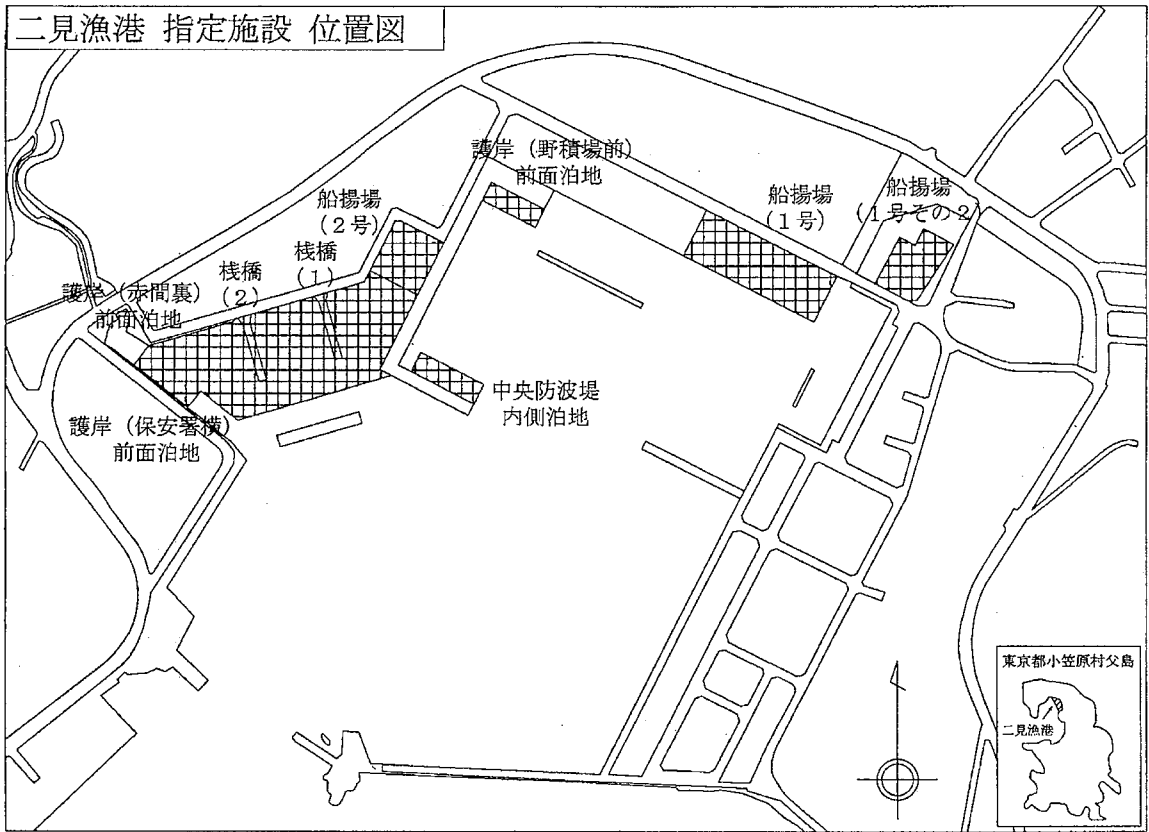 二見漁港 指定施設 位置図
護岸（野積場前）
前面泊地
船揚場
（２号）
船揚場
（１号）
船揚場
（１号その２）
桟橋
（１）
桟橋
（２）
護岸（赤間裏）
前面泊地
中央防波堤
内側泊地
護岸（保安署横）
前面泊地
東京都小笠原村父島
二見漁港